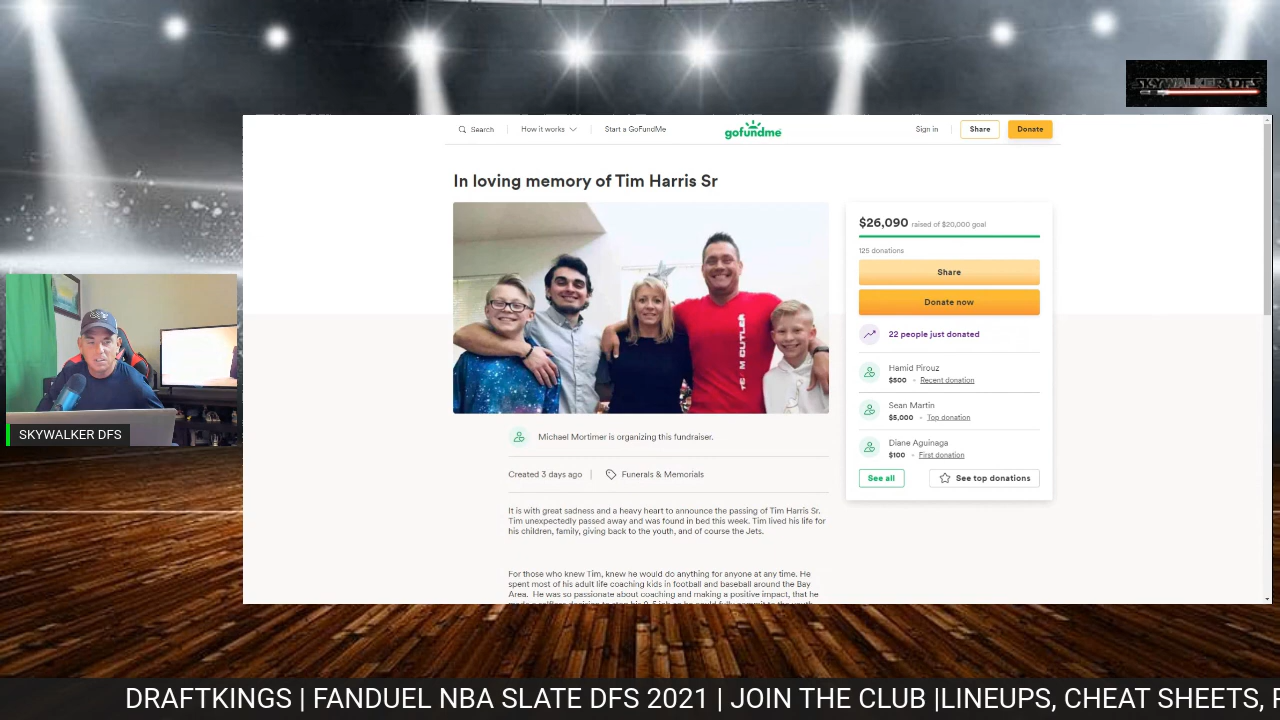 SKYWALKER DFS
Search
How it works
Start a GoFundMe
gofundme
Sign in
Share
Donate
In loving memory of Tim Harris Sr
$26,090 raised of $20,000 goal
125 donations
Share
Donate now
22 people just donated
Hamid Pirouz
$500 • Recent donation
Sean Martin
$5,000 • Top donation
Diane Aguinaga
$100 • First donation
See all
See top donations
Michael Mortimer is organizing this fundraiser.
Created 3 days ago
Funerals & Memorials
It is with great sadness and a heavy heart to announce the passing of Tim Harris Sr.
Tim unexpectedly passed away and was found in bed this week. Tim lived his life for
his children, family, giving back to the youth, and of course the Jets.
For those who knew Tim, knew he would do anything for anyone at any time. He
spent most of his adult life coaching kids in football and baseball around the Bay
Area. He was so passionate about coaching and making a positive impact, that he
SKYWALKER DFS
DRAFTKINGS | FANDUEL NBA SLATE DFS 2021 | JOIN THE CLUB |LINEUPS, CHEAT SHEETS,